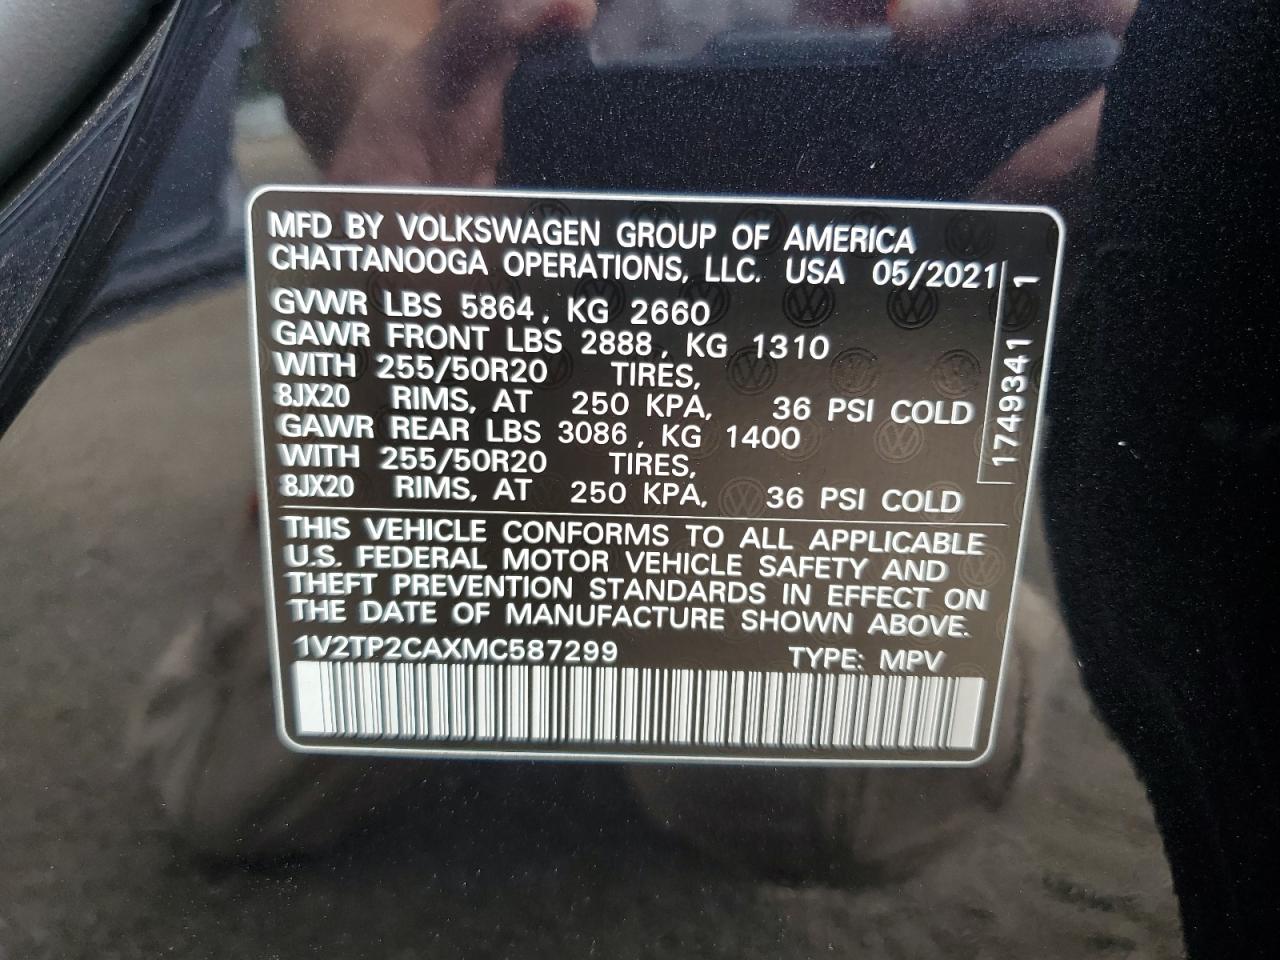 MFD BY VOLKSWAGEN GROUP OF AMERICA
CHATTANOOGA OPERATIONS, LLC. USA 05/2021
GVWR LBS 5864, KG 2660
GAWR FRONT LBS 2888, KG 1310
WITH 255/50R20 TIRES,
8JX20 RIMS, AT 250 KPA, 36 PSI COLD
GAWR REAR LBS 3086, KG 1400
WITH 255/50R20 TIRES,
8JX20 RIMS, AT 250 KPA, 36 PSI COLD
1749341 1
THIS VEHICLE CONFORMS TO ALL APPLICABLE
U.S. FEDERAL MOTOR VEHICLE SAFETY AND
THEFT PREVENTION STANDARDS IN EFFECT ON
THE DATE OF MANUFACTURE SHOWN ABOVE.
1V2TP2CAXMC587299 TYPE: MPV